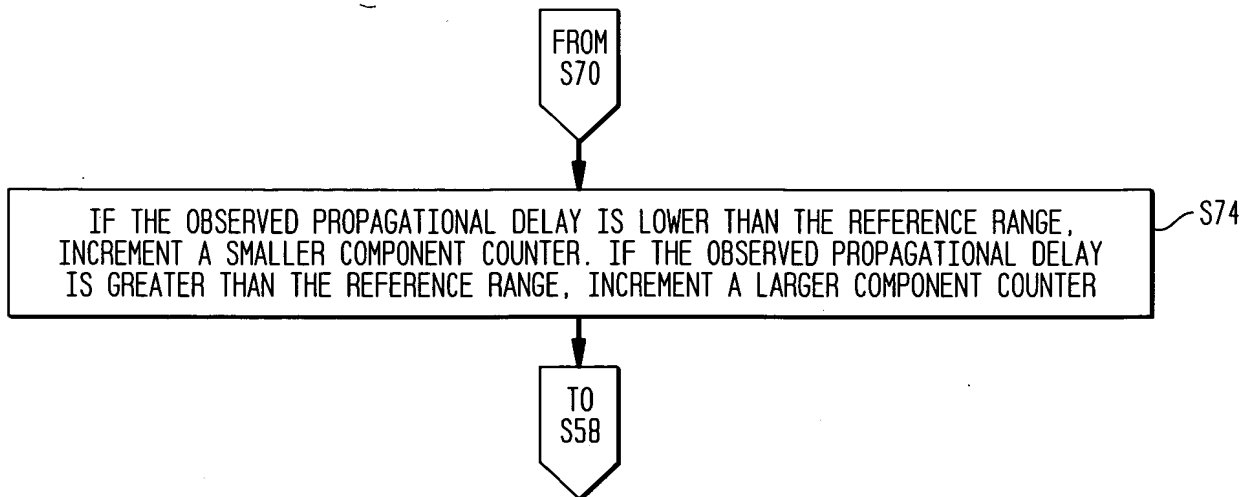 FROM
S70
IF THE OBSERVED PROPAGATIONAL DELAY IS LOWER THAN THE REFERENCE RANGE,
INCREMENT A SMALLER COMPONENT COUNTER. IF THE OBSERVED PROPAGATIONAL DELAY
IS GREATER THAN THE REFERENCE RANGE, INCREMENT A LARGER COMPONENT COUNTER
S74
TO
S58